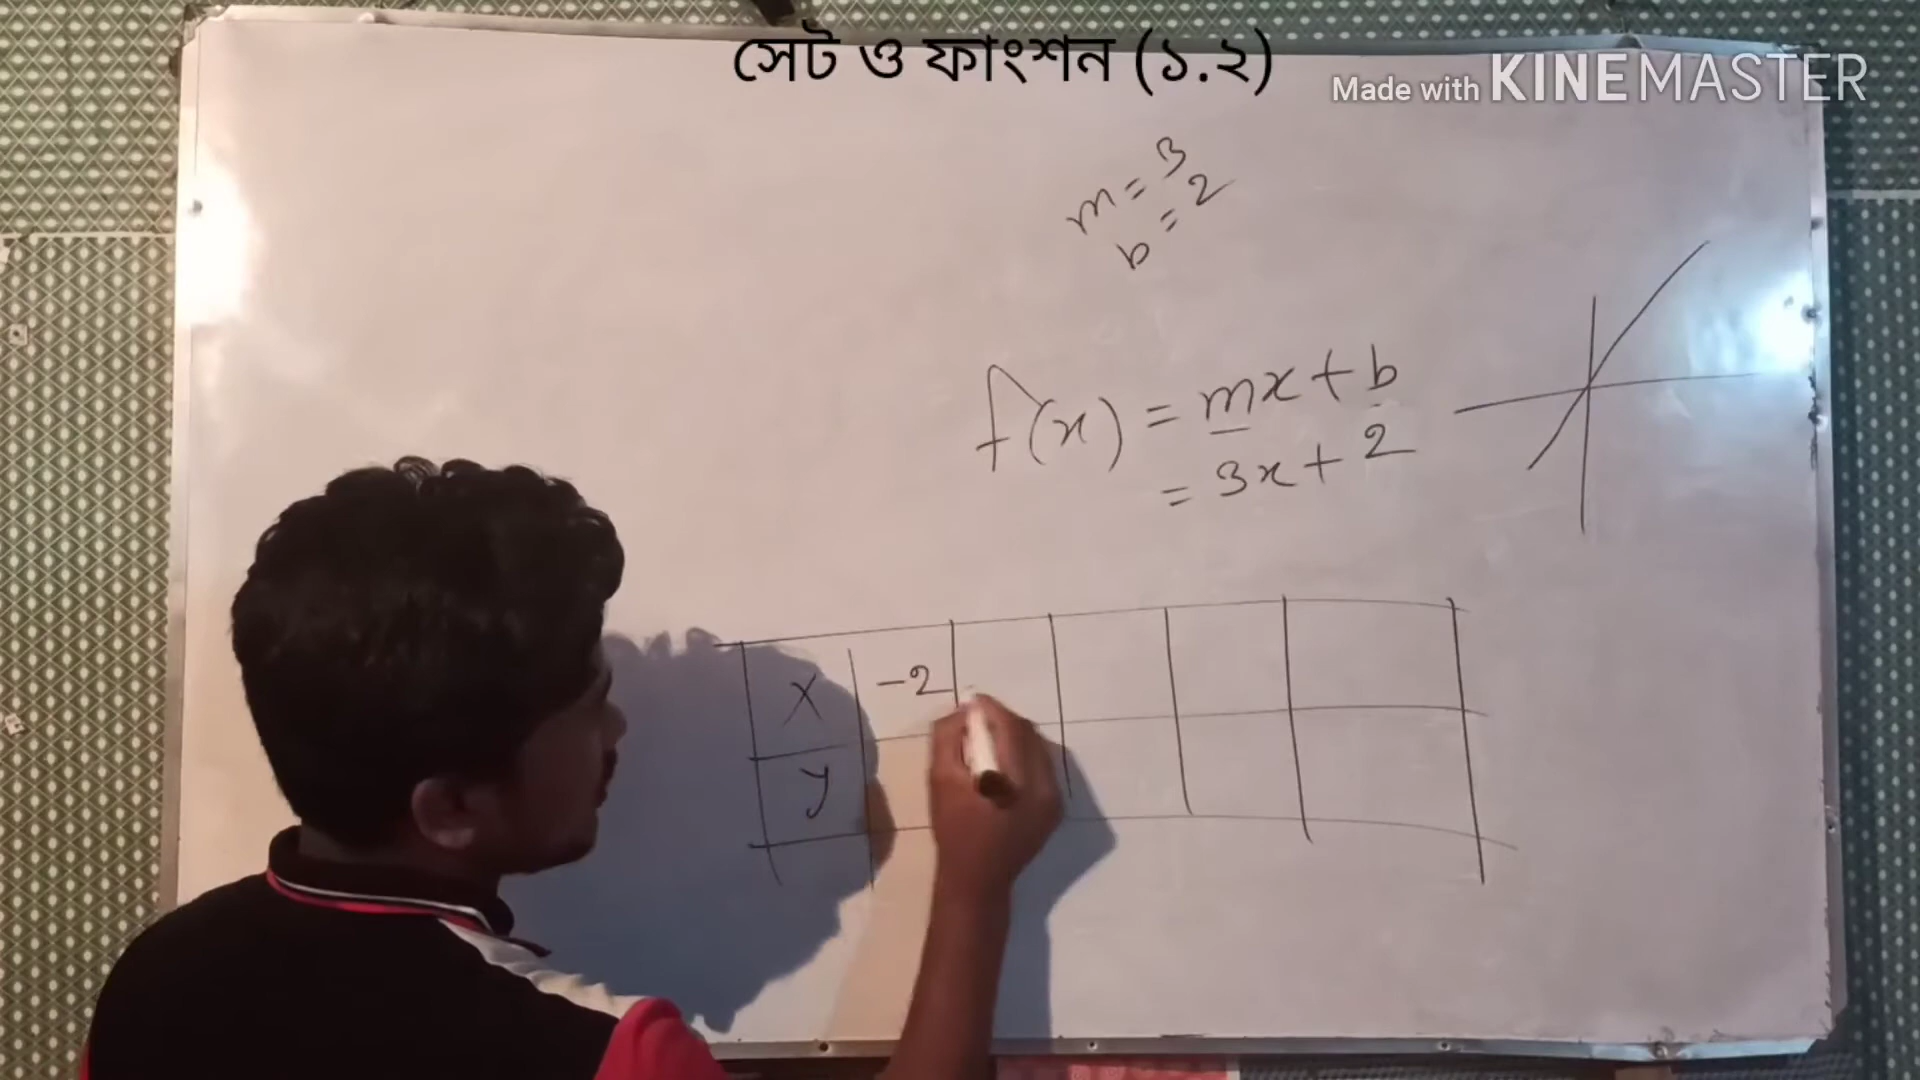 সেট ও ফাংশন (১.২)
Made with KINEMASTER
m = 3
b = 2
f(x) = mx + b
= 3x + 2
x -2
y